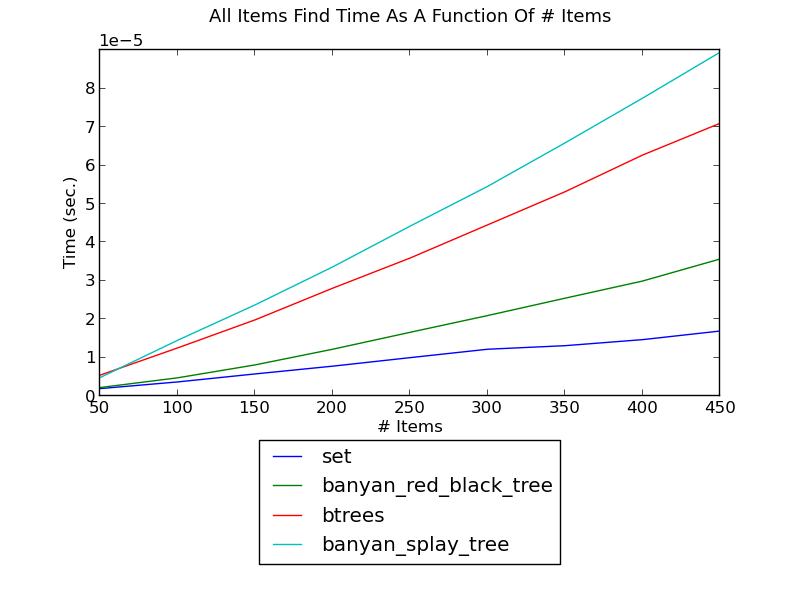 All Items Find Time As A Function Of # Items
1e−5
8
7
6
5
4
3
2
1
0
Time (sec.)
50 100 150 200 250 300 350 400 450
# Items
set
banyan_red_black_tree
btrees
banyan_splay_tree